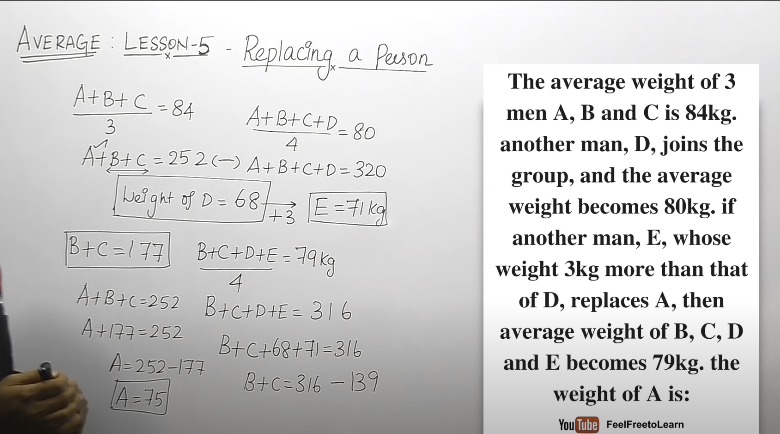 AVERAGE : LESSON-5 - Replacing a Person
A+B+C
3
= 84
A+B+C+D
4
= 80
A+B+C = 252 (-) A+B+C+D = 320
Weight of D = 68
+3
E = 71 kg
B+C = 177
B+C+D+E
4
= 79 kg
A+B+C=252
B+C+D+E = 316
A+177=252
B+C+68+71=316
A=252-177
B+C=316 - 139
A=75
The average weight of 3
men A, B and C is 84kg.
another man, D, joins the
group, and the average
weight becomes 80kg. if
another man, E, whose
weight 3kg more than that
of D, replaces A, then
average weight of B, C, D
and E becomes 79kg. the
weight of A is:
YouTube FeelFreetoLearn